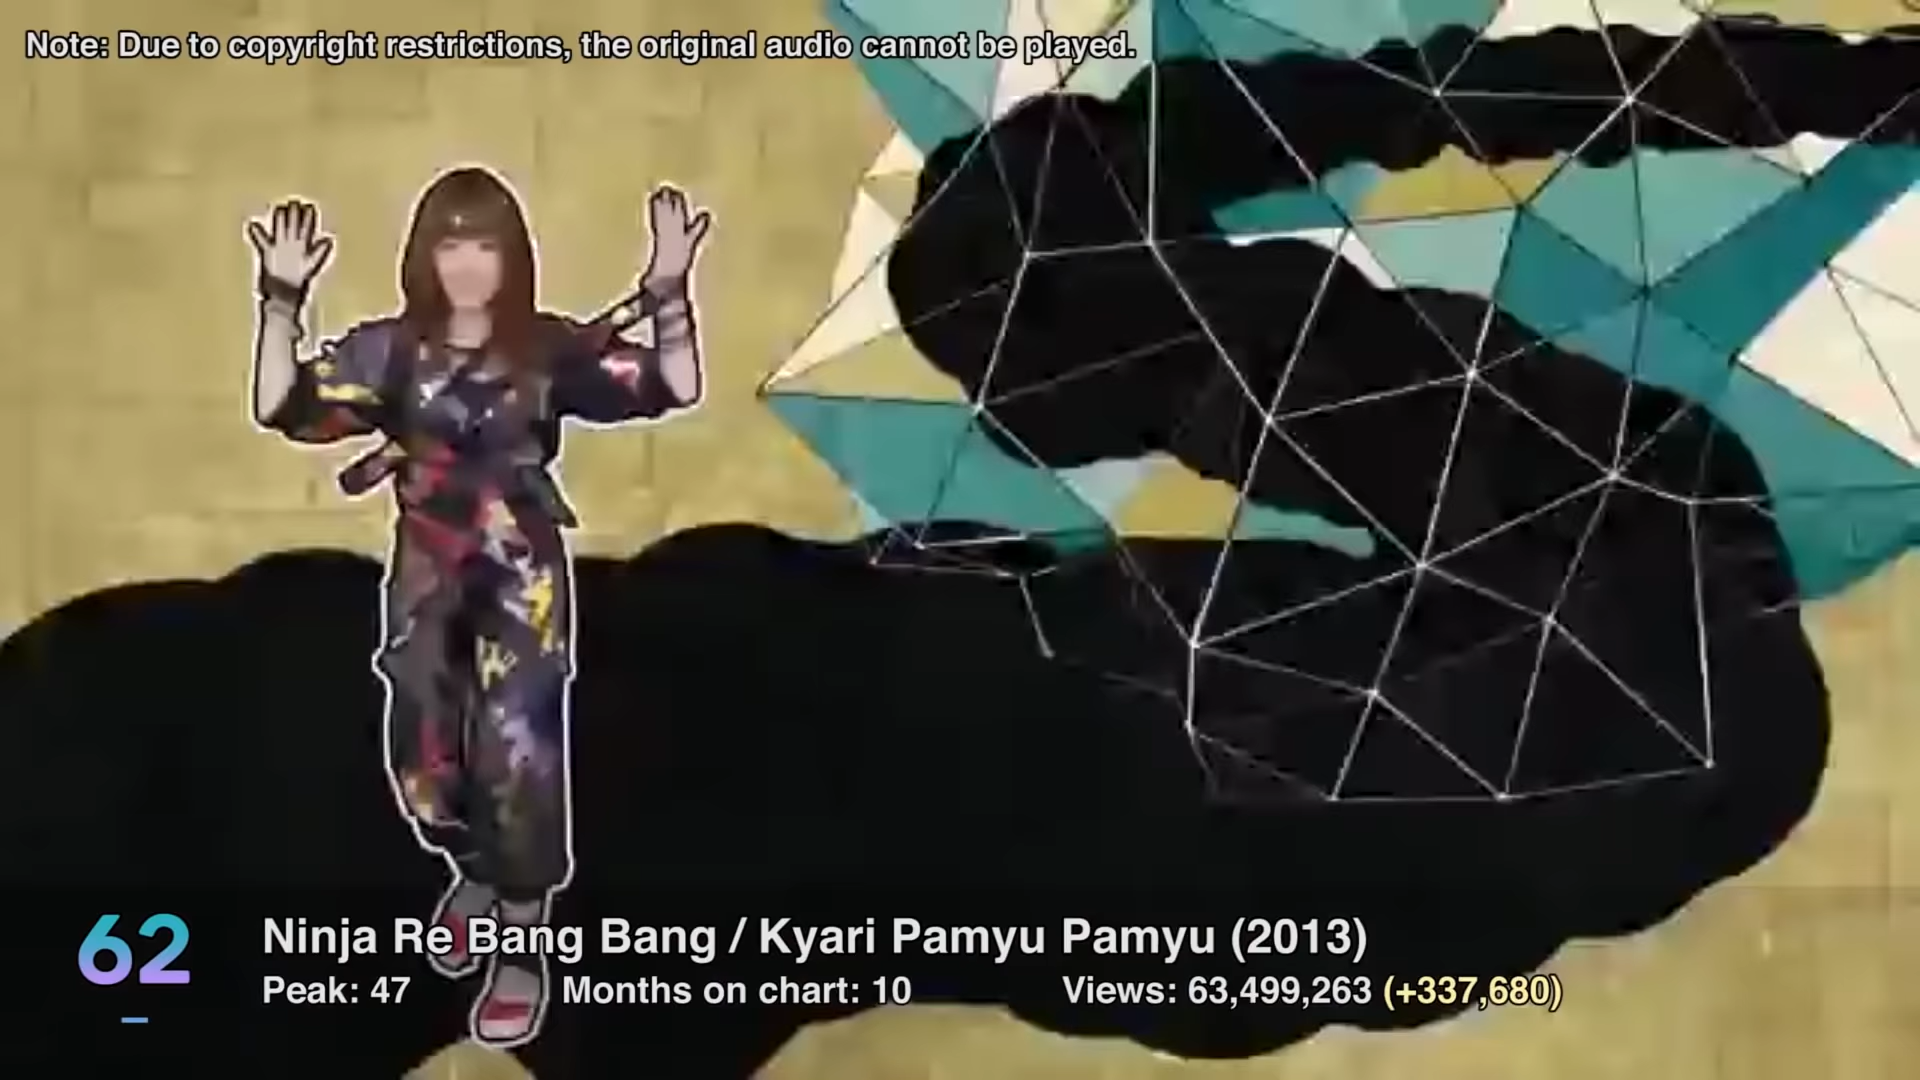 Note: Due to copyright restrictions, the original audio cannot be played.
62
Ninja Re Bang Bang / Kyary Pamyu Pamyu (2013)
Peak: 47 Months on chart: 10 Views: 63,499,263 (+337,680)